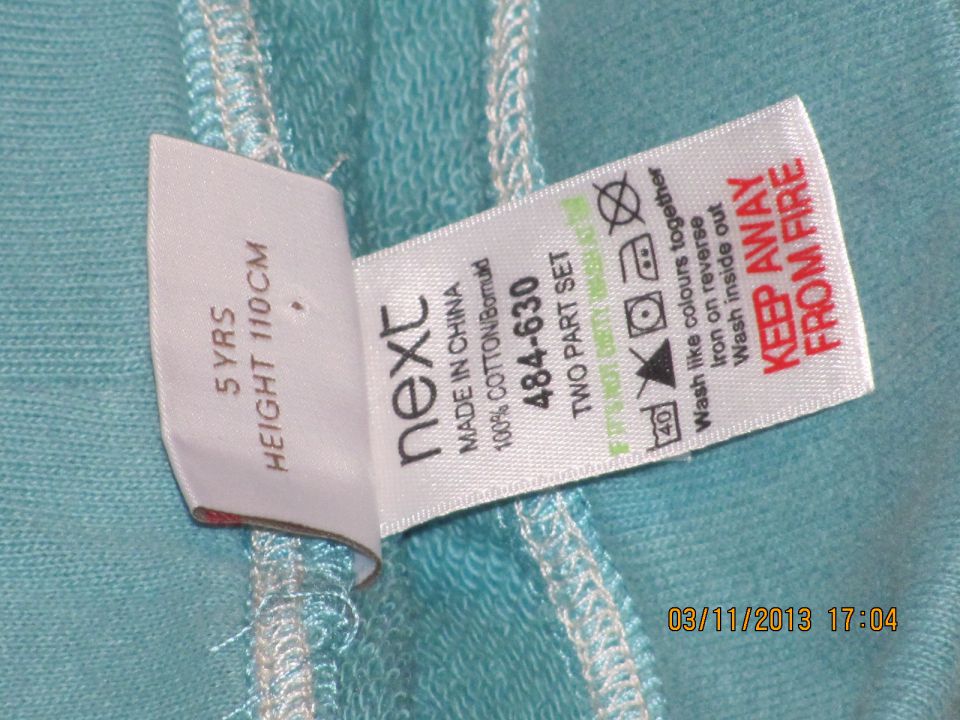 5 YRS
HEIGHT 110CM
next
MADE IN CHINA
100% COTTON/Bomuld
484-630
TWO PART SET
40
Wash like colours together
Iron on reverse
Wash inside out
KEEP AWAY
FROM FIRE
03/11/2013 17:04